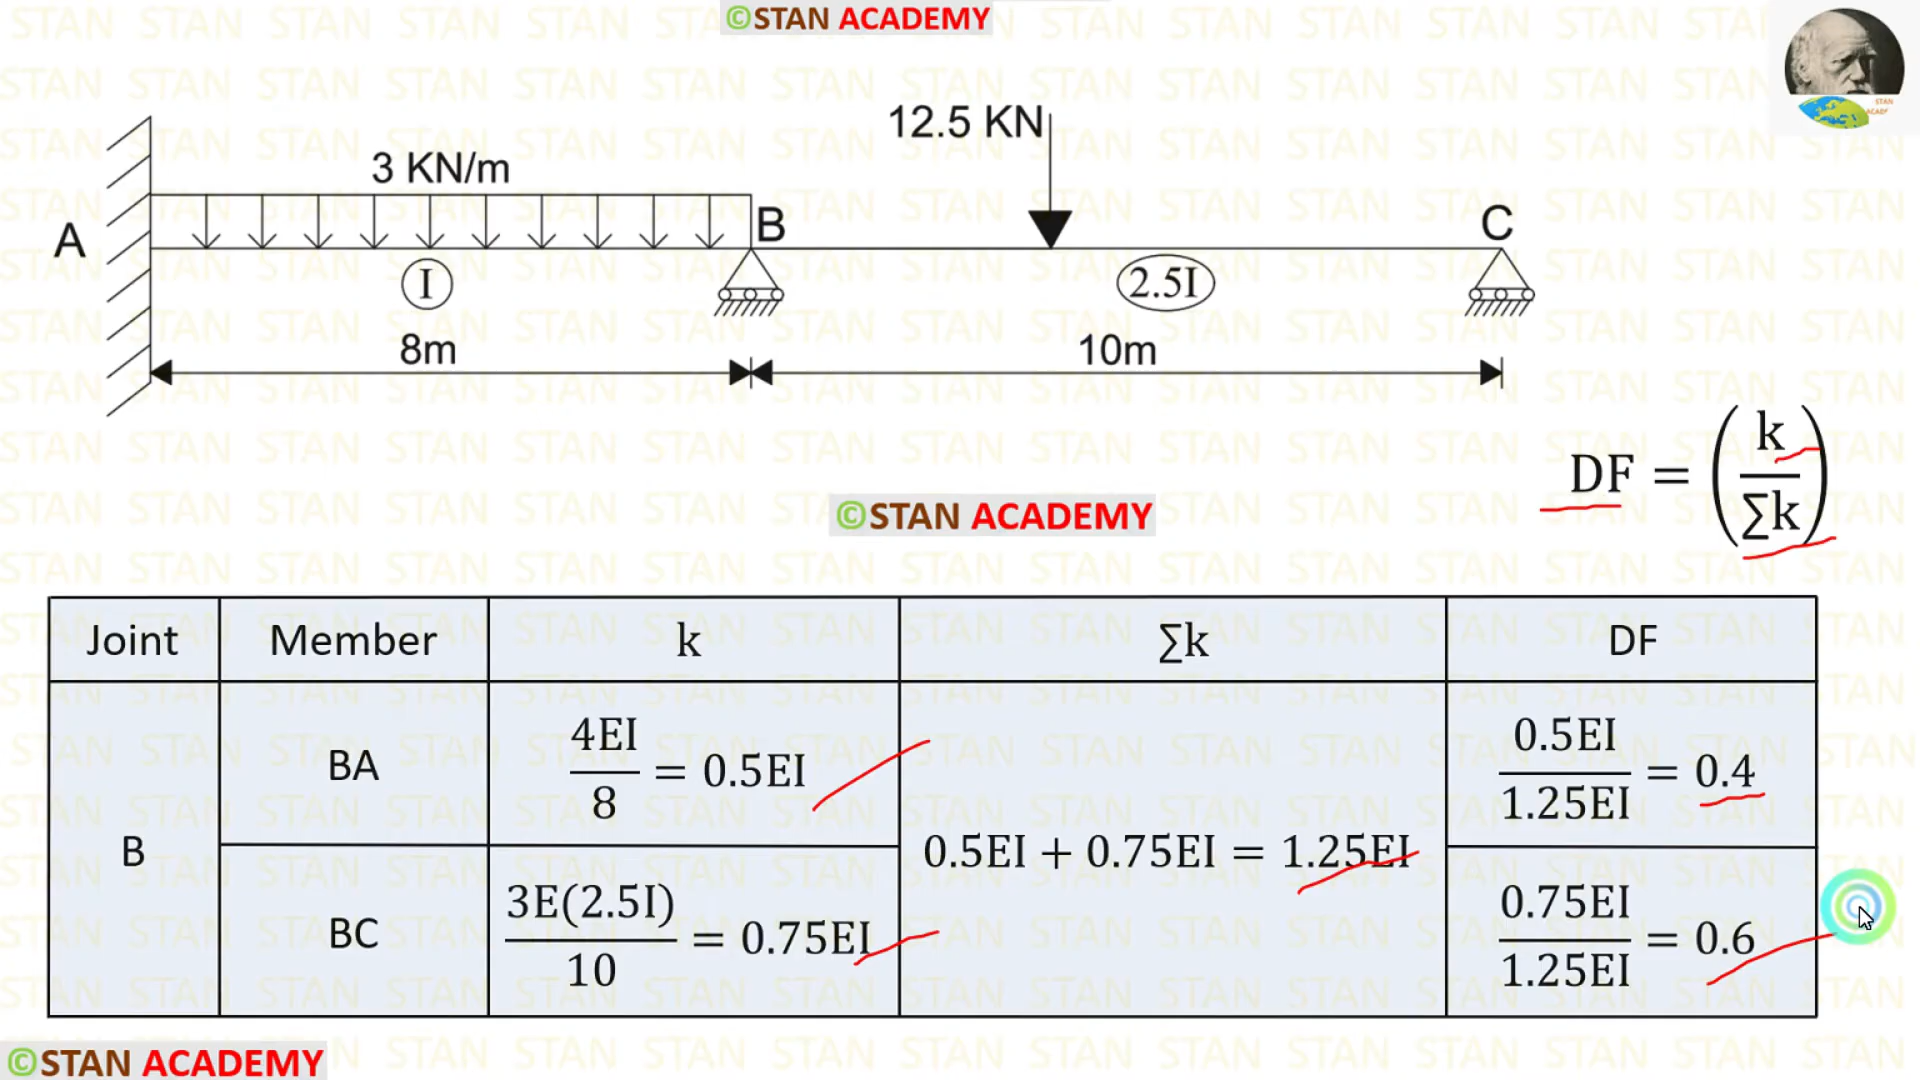 ©STAN ACADEMY
STAN
ACADY
12.5 KN
3 KN/m
A
B
C
I
2.5I
8m
10m
DF = (k/∑k)
©STAN ACADEMY
Joint Member k ∑k DF
B
BA 4EI/8 = 0.5EI
0.5EI + 0.75EI = 1.25EI
0.5EI/1.25EI = 0.4
BC 3E(2.5I)/10 = 0.75EI
0.75EI/1.25EI = 0.6
©STAN ACADEMY